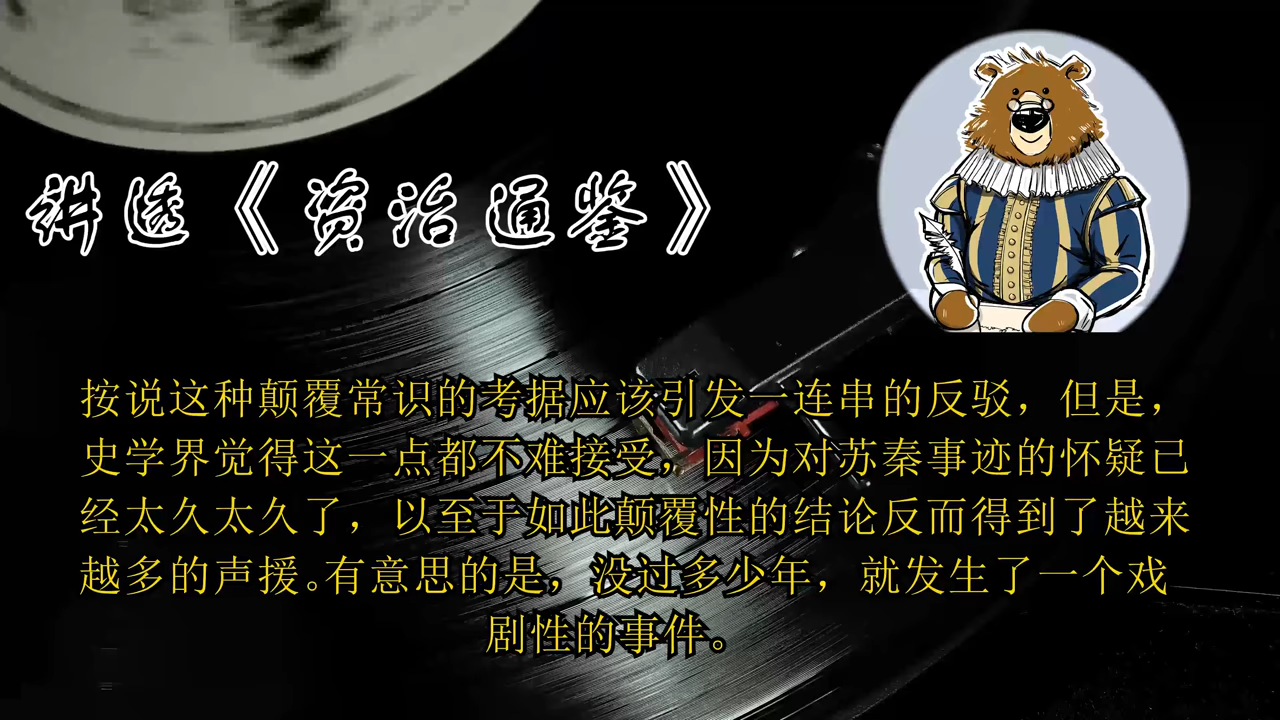 讲透《资治通鉴》
按说这种颠覆常识的考据应该引发一连串的反驳，但是，
史学界觉得这一点都不难接受，因为对苏秦事迹的怀疑已
经太久太久了，以至于如此颠覆性的结论反而得到了越来
越多的声援。有意思的是，没过多少年，就发生了一个戏
剧性的事件。